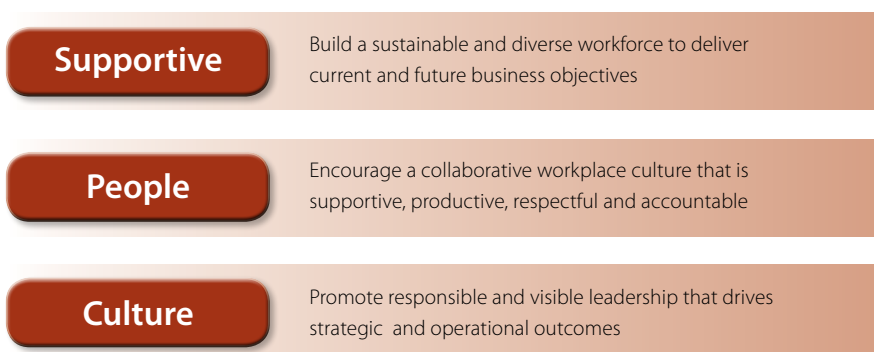 Supportive
Build a sustainable and diverse workforce to deliver
current and future business objectives
People
Encourage a collaborative workplace culture that is
supportive, productive, respectful and accountable
Culture
Promote responsible and visible leadership that drives
strategic and operational outcomes